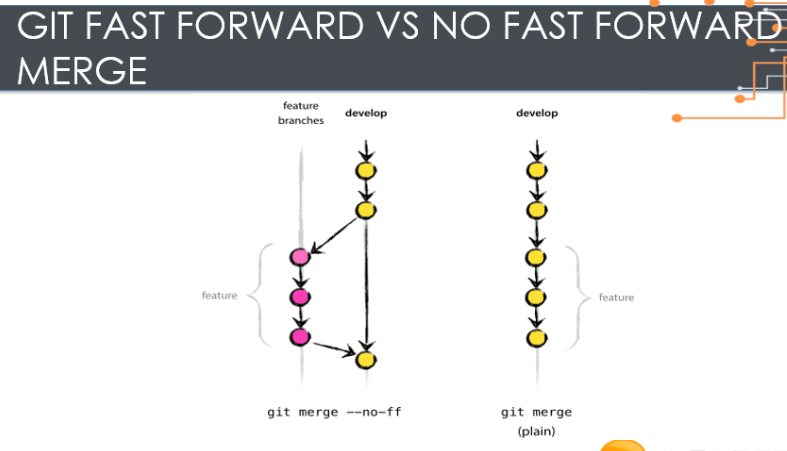 GIT FAST FORWARD VS NO FAST FORWARD
MERGE
feature
branches
develop
develop
feature
feature
git merge --no-ff
git merge
(plain)